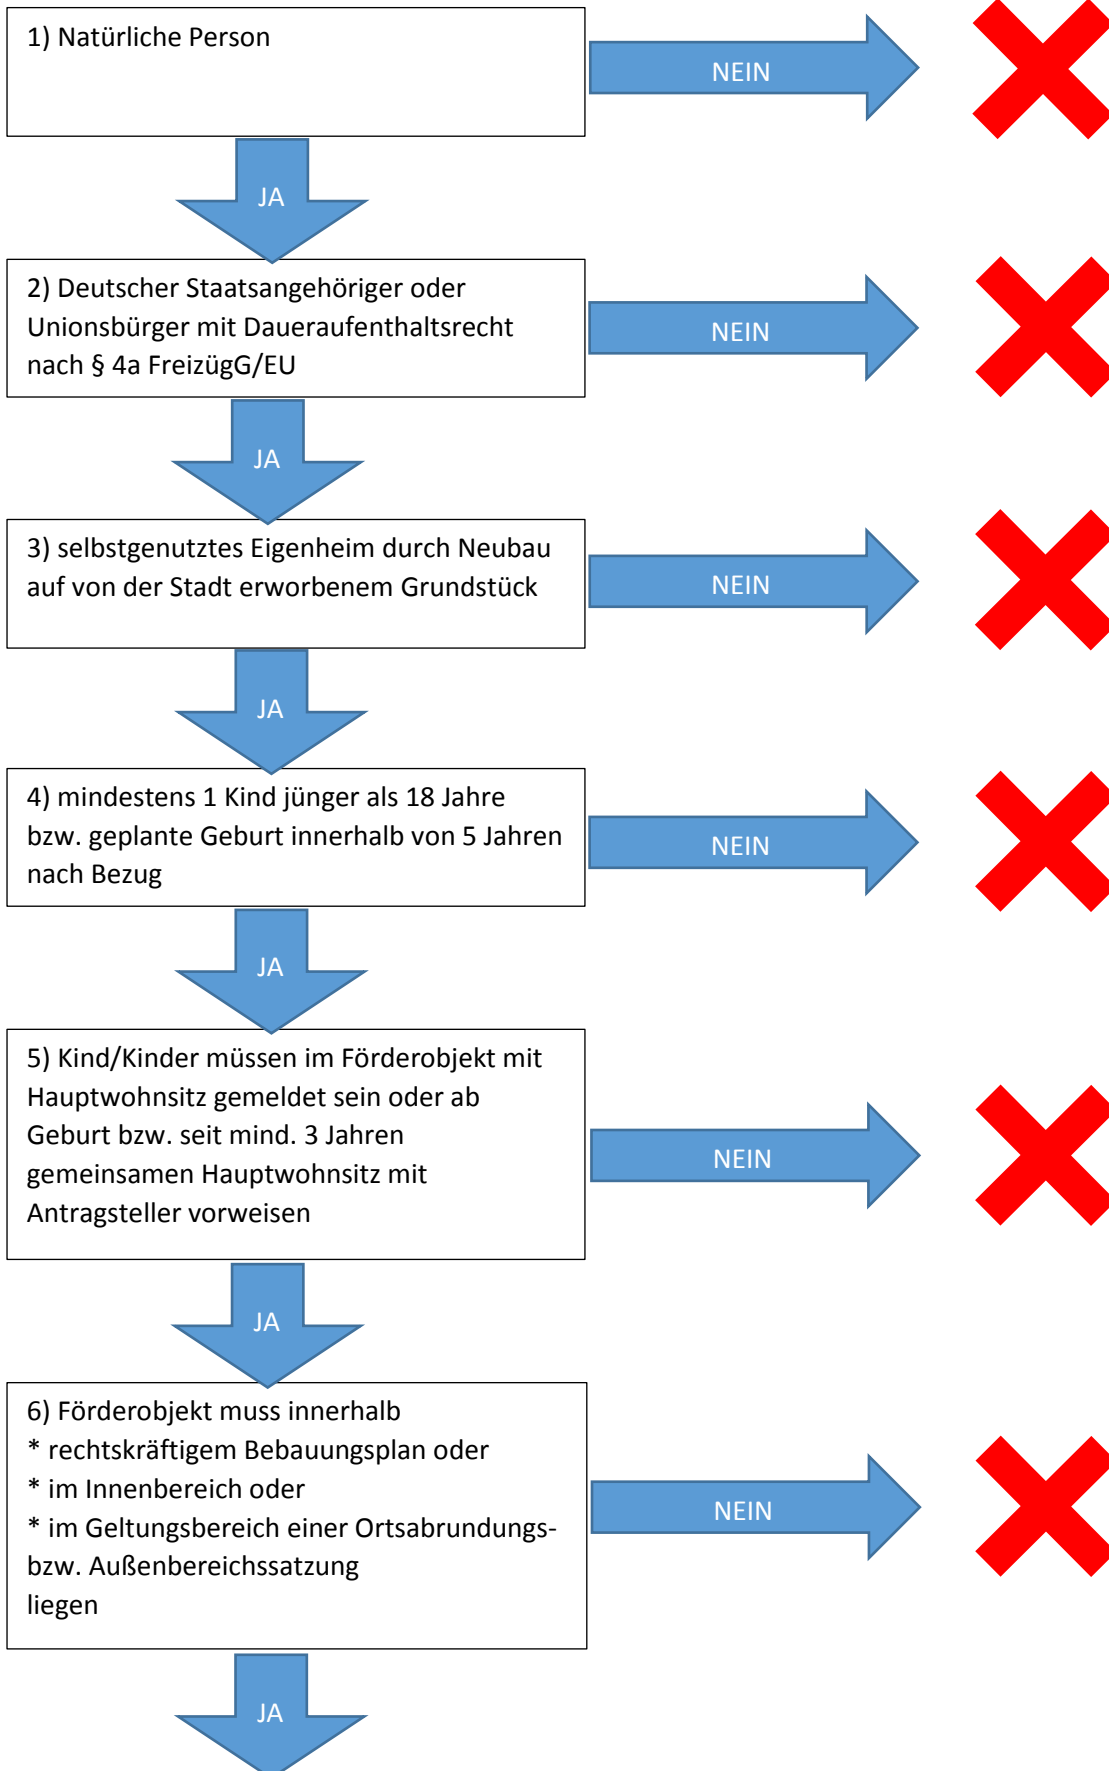 1) Natürliche Person
NEIN
JA
2) Deutscher Staatsangehöriger oder
Unionsbürger mit Daueraufenthaltsrecht
nach § 4a FreizügG/EU
NEIN
JA
3) selbstgenutztes Eigenheim durch Neubau
auf von der Stadt erworbenem Grundstück
NEIN
JA
4) mindestens 1 Kind jünger als 18 Jahre
bzw. geplante Geburt innerhalb von 5 Jahren
nach Bezug
NEIN
JA
5) Kind/Kinder müssen im Förderobjekt mit
Hauptwohnsitz gemeldet sein oder ab
Geburt bzw. seit mind. 3 Jahren
gemeinsamen Hauptwohnsitz mit
Antragsteller vorweisen
NEIN
JA
6) Förderobjekt muss innerhalb
* rechtskräftigem Bebauungsplan oder
* im Innenbereich oder
* im Geltungsbereich einer Ortsabrundungs-
bzw. Außenbereichssatzung
liegen
NEIN
JA